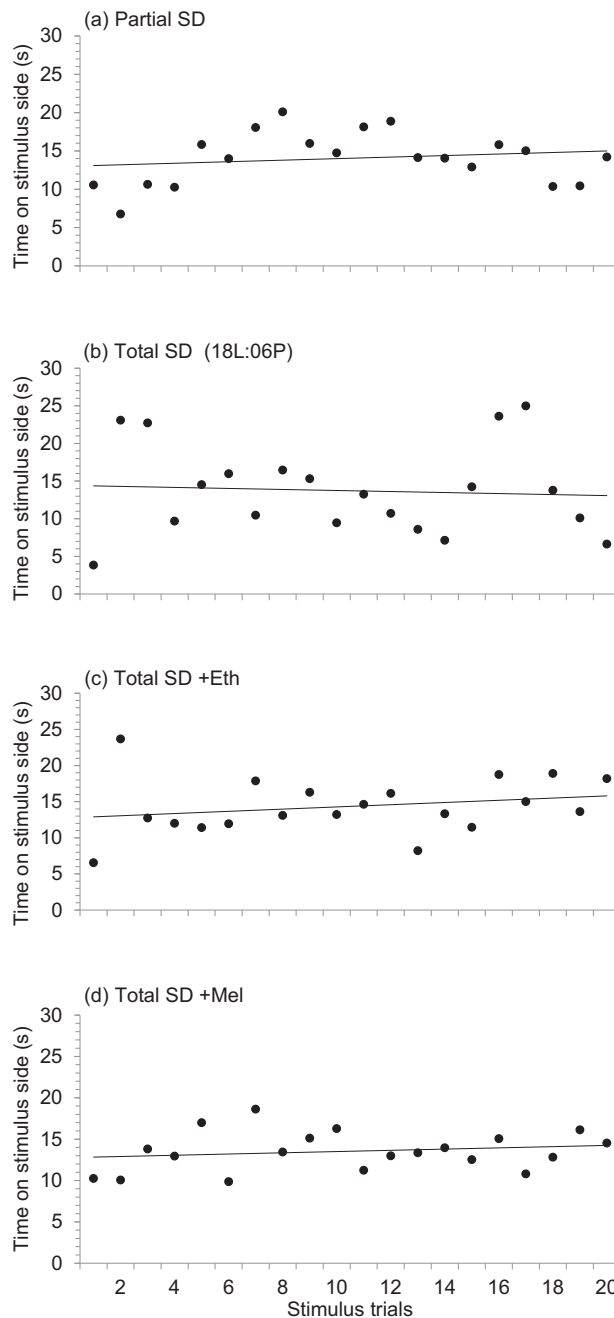 (a) Partial SD
Time on stimulus side (s)
30
25
20
15
10
5
0
(b) Total SD (18L:06P)
Time on stimulus side (s)
30
25
20
15
10
5
0
(c) Total SD +Eth
Time on stimulus side (s)
30
25
20
15
10
5
0
(d) Total SD +Mel
Time on stimulus side (s)
30
25
20
15
10
5
0
2 4 6 8 10 12 14 16 18 20
Stimulus trials